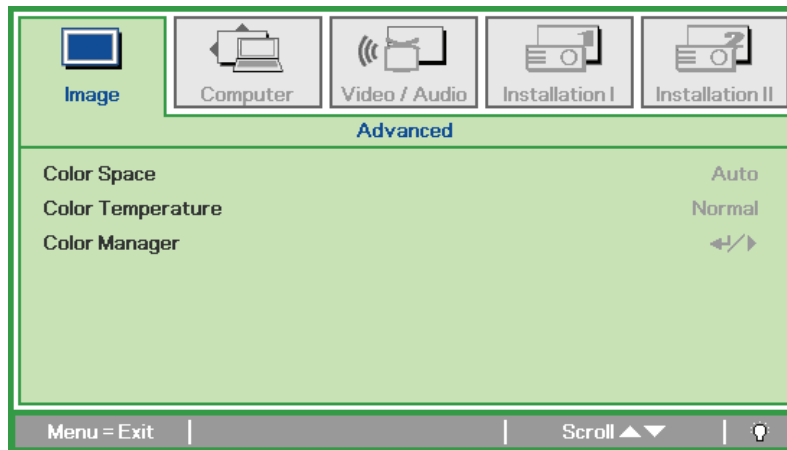 Image Computer Video / Audio Installation I Installation II
Advanced
Color Space Auto
Color Temperature Normal
Color Manager
Menu = Exit Scroll